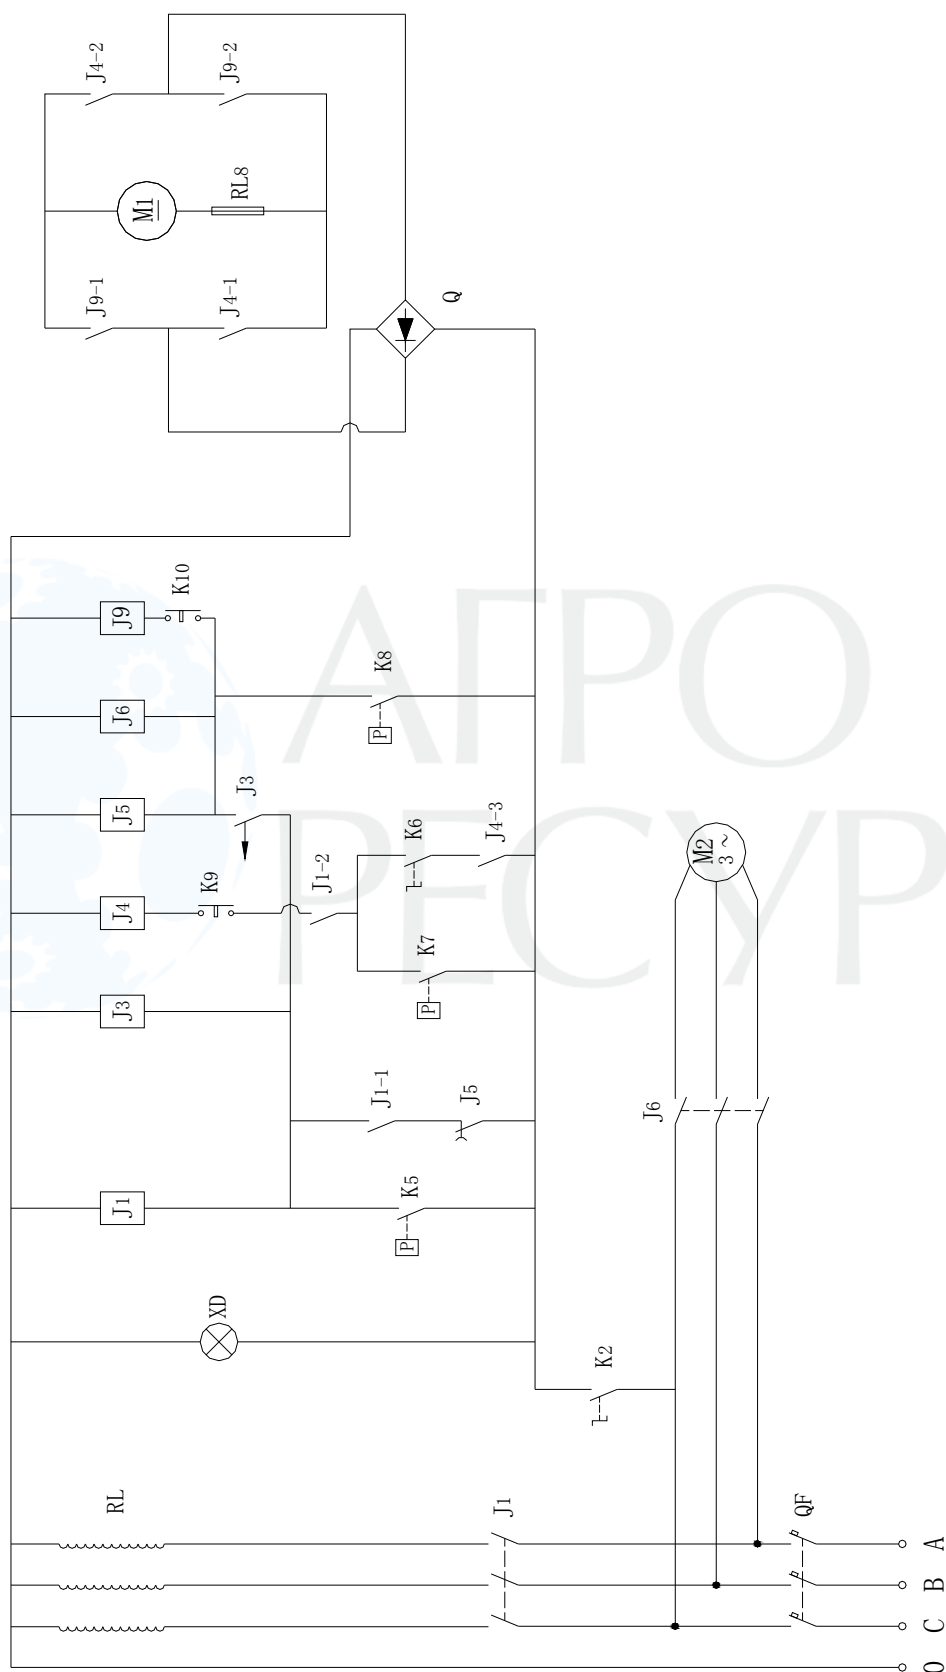 J4-2
J9-2
M1
RL8
J9-1
J4-1
Q
K10
J9
K8
P
J6
J3
J5
K6
J4-3
J1-2
K9
J4
K7
P
J3
J1-1
J5
K5
P
J1
XD
K2
M2
3 ~
J6
RL
J1
QF
A
B
C
0
АГРО
РЕСУР